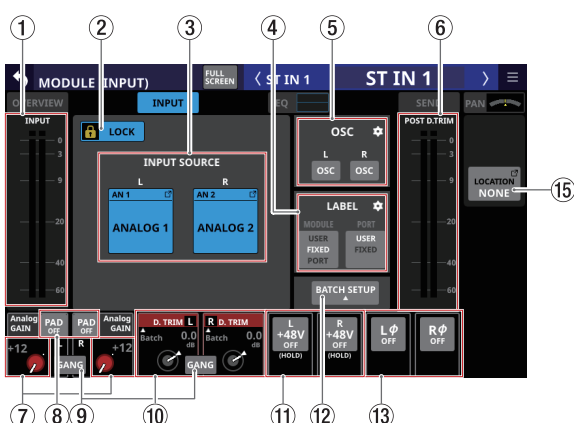 1 2 3 4 5 6
MODULE (INPUT) FULL SCREEN ST IN 1 ST IN 1
OVERVIEW INPUT EQ SEND PAN
INPUT
0
3
9
20
40
60
LOCK
INPUT SOURCE
L R
AN 1 AN 2
ANALOG 1 ANALOG 2
OSC
L R
OSC OSC
LABEL
MODULE PORT
USER USER
FIXED FIXED
PORT
BATCH SETUP
POST D.TRIM
0
3
9
20
40
60
LOCATION
NONE
15
Analog GAIN
+12
PAD OFF
PAD OFF
L R
GANG
Analog GAIN
+12
D. TRIM L
Batch 0.0
dB
R D. TRIM
Batch 0.0
dB
GANG
L
+48V
OFF
(HOLD)
R
+48V
OFF
(HOLD)
LΦ
OFF
RΦ
OFF
7 8 9 10 11 12 13